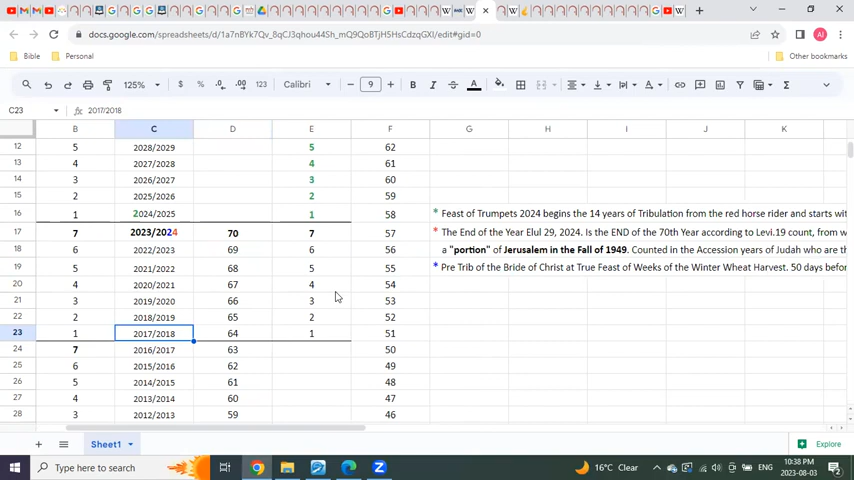 docs.google.com/spreadsheets/d/1a7nBYk7Qv_8qCJ3qhou44Sh_mQ9QoBTjH5HsCdzqGXI/edit#gid=0
AI
Bible Personal Other bookmarks
125% $ % .0 .00 123 Calibri 9 B I A
C23 fx 2017/2018
B C D E F G H I J K
12 5 2028/2029 5 62
13 4 2027/2028 4 61
14 3 2026/2027 3 60
15 2 2025/2026 2 59
16 1 2024/2025 1 58 * Feast of Trumpets 2024 begins the 14 years of Tribulation from the red horse rider and starts wit
17 7 2023/2024 70 7 57 * The End of the Year Elul 29, 2024. Is the END of the 70th Year according to Levi.19 count, from w
18 6 2022/2023 69 6 56 a "portion" of Jerusalem in the Fall of 1949. Counted in the Accession years of Judah who are th
19 5 2021/2022 68 5 55 * Pre Trib of the Bride of Christ at True Feast of Weeks of the Winter Wheat Harvest. 50 days befor
20 4 2020/2021 67 4 54
21 3 2019/2020 66 3 53
22 2 2018/2019 65 2 52
23 1 2017/2018 64 1 51
24 7 2016/2017 63 50
25 6 2015/2016 62 49
26 5 2014/2015 61 48
27 4 2013/2014 60 47
28 3 2012/2013 59 46
Sheet1 Explore
Type here to search 16°C Clear ENG 10:38 PM
2023-08-03 2